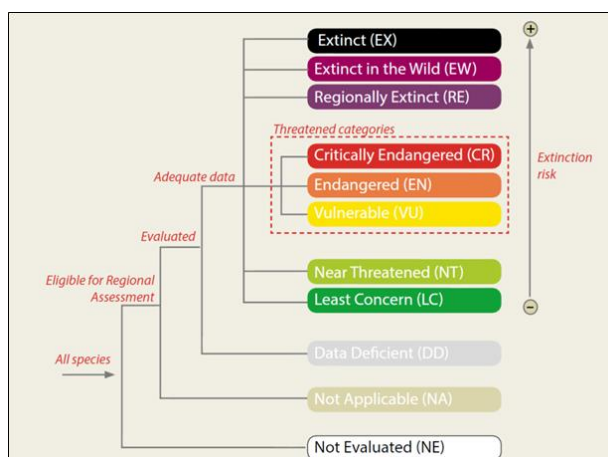 Extinct (EX)
Extinct in the Wild (EW)
Regionally Extinct (RE)
Threatened categories
Critically Endangered (CR)
Adequate data
Endangered (EN)
Extinction
risk
Vulnerable (VU)
Evaluated
Near Threatened (NT)
Eligible for Regional
Assessment
Least Concern (LC)
All species
Data Deficient (DD)
Not Applicable (NA)
Not Evaluated (NE)